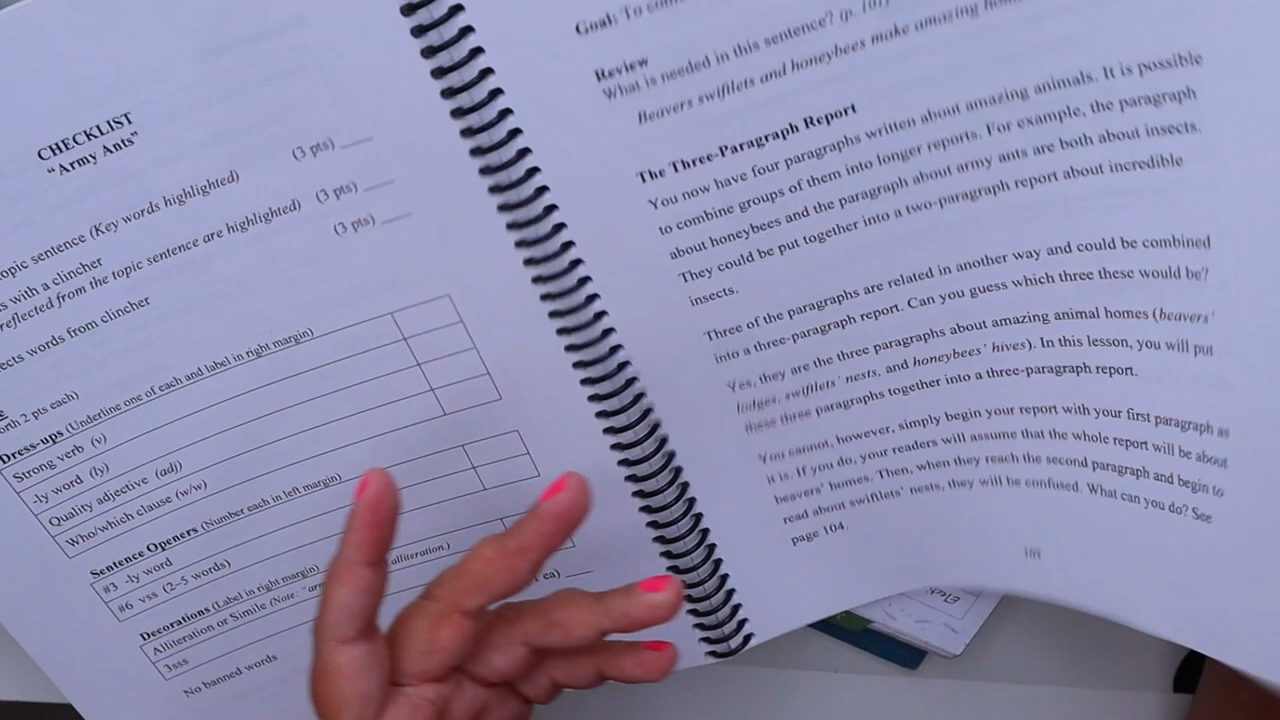 CHECKLIST
"Army Ants"
opic sentence (Key words highlighted) (3 pts) ____
s with a clincher
reflected from the topic sentence are highlighted) (3 pts) ____
ects words from clincher (3 pts) ____
orth 2 pts each)
Dress-ups (Underline one of each and label in right margin)
Strong verb (v)
-ly word (ly)
Quality adjective (adj)
Who/which clause (w/w)
Sentence Openers (Number each in left margin)
#3 -ly word
#6 vss (2–5 words)
Decorations (Label in right margin)
Alliteration or Simile (Note: "arm alliteration.)
3sss
No banned words
ea) ____
Goal: To com
Review
What is needed in this sentence? (p. 101)
Beavers swiftlets and honeybees make amazing hom
The Three-Paragraph Report
You now have four paragraphs written about amazing animals. It is possible
to combine groups of them into longer reports. For example, the paragraph
about honeybees and the paragraph about army ants are both about insects.
They could be put together into a two-paragraph report about incredible
insects.
Three of the paragraphs are related in another way and could be combined
into a three-paragraph report. Can you guess which three these would be?
Yes, they are the three paragraphs about amazing animal homes (beavers'
lodges, swiftlets' nests, and honeybees' hives). In this lesson, you will put
these three paragraphs together into a three-paragraph report.
You cannot, however, simply begin your report with your first paragraph as
it is. If you do, your readers will assume that the whole report will be about
beavers' homes. Then, when they reach the second paragraph and begin to
read about swiftlets' nests, they will be confused. What can you do? See
page 104.